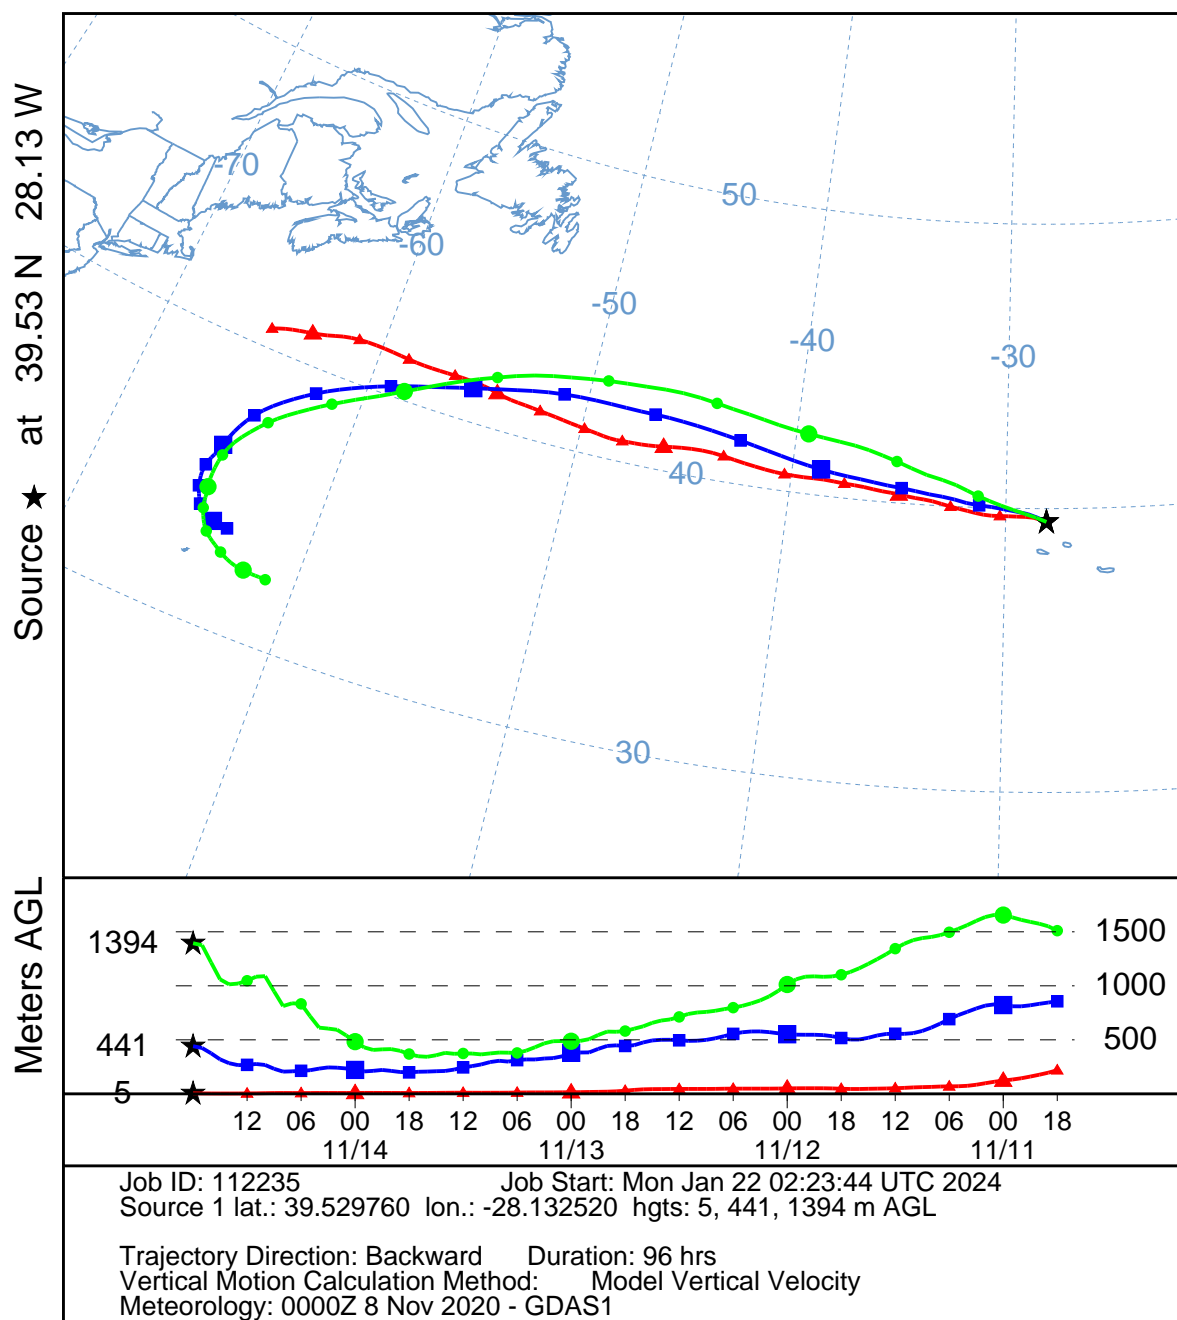 Source ★ at 39.53 N 28.13 W
-70
50
-60
-50
-40
-30
40
30
Meters AGL
1394
1500
1000
441
500
5
12 06 00 18 12 06 00 18 12 06 00 18 12 06 00 18
11/14 11/13 11/12 11/11
Job ID: 112235 Job Start: Mon Jan 22 02:23:44 UTC 2024
Source 1 lat.: 39.529760 lon.: -28.132520 hgts: 5, 441, 1394 m AGL
Trajectory Direction: Backward Duration: 96 hrs
Vertical Motion Calculation Method: Model Vertical Velocity
Meteorology: 0000Z 8 Nov 2020 - GDAS1